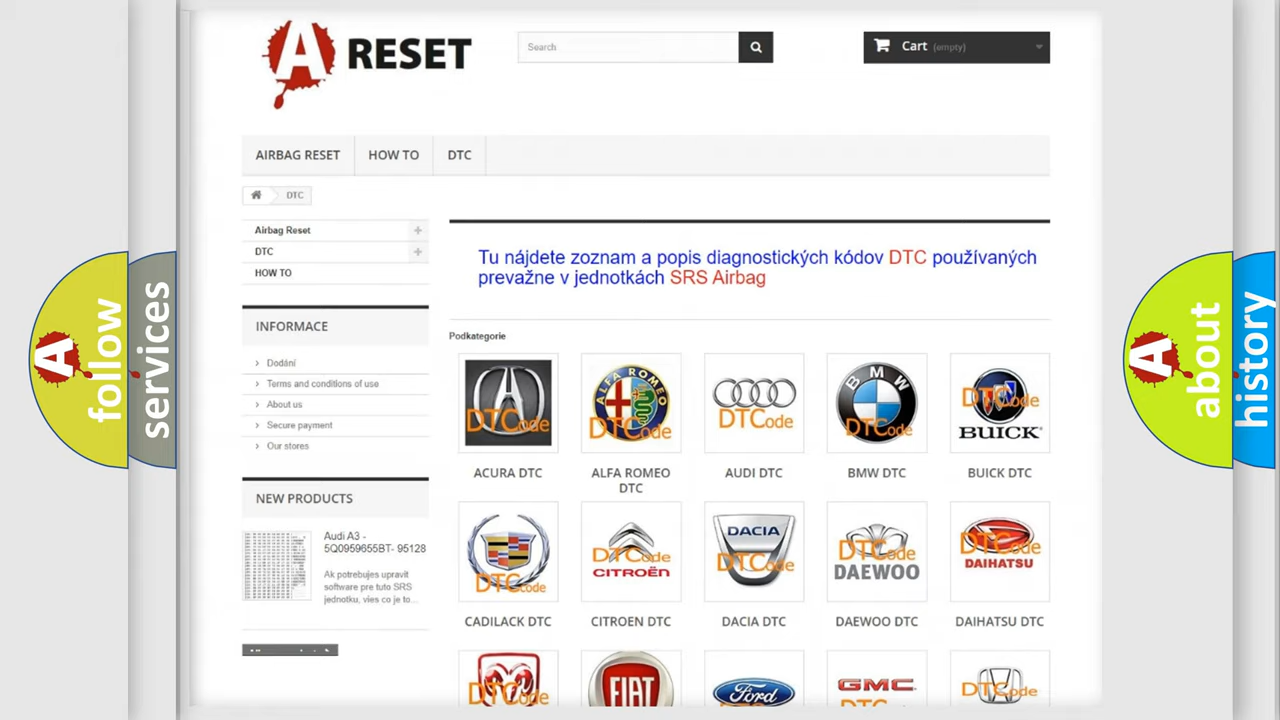 A RESET
Search
Cart (empty)
AIRBAG RESET
HOW TO
DTC
DTC
Airbag Reset
DTC
HOW TO
Tu nájdete zoznam a popis diagnostických kódov DTC používaných
prevažne v jednotkách SRS Airbag
INFORMACE
Dodání
Terms and conditions of use
About us
Secure payment
Our stores
Podkategorie
DTCode
ALFA ROMEO
DTCode
DTCode
BMW
DTCode
DTCode
BUICK
ACURA DTC
ALFA ROMEO
DTC
AUDI DTC
BMW DTC
BUICK DTC
NEW PRODUCTS
Audi A3 -
5Q0959655BT- 95128
Ak potrebujes upravit
software pre tuto SRS
jednotku, vies co je to...
DTCode
DTCode
CITROËN
DACIA
DTCode
DTCode
DAEWOO
DTCode
DAIHATSU
CADILACK DTC
CITROEN DTC
DACIA DTC
DAEWOO DTC
DAIHATSU DTC
DTCode
FIAT
Ford
GMC
DTCode
A
follow
services
A
about
history